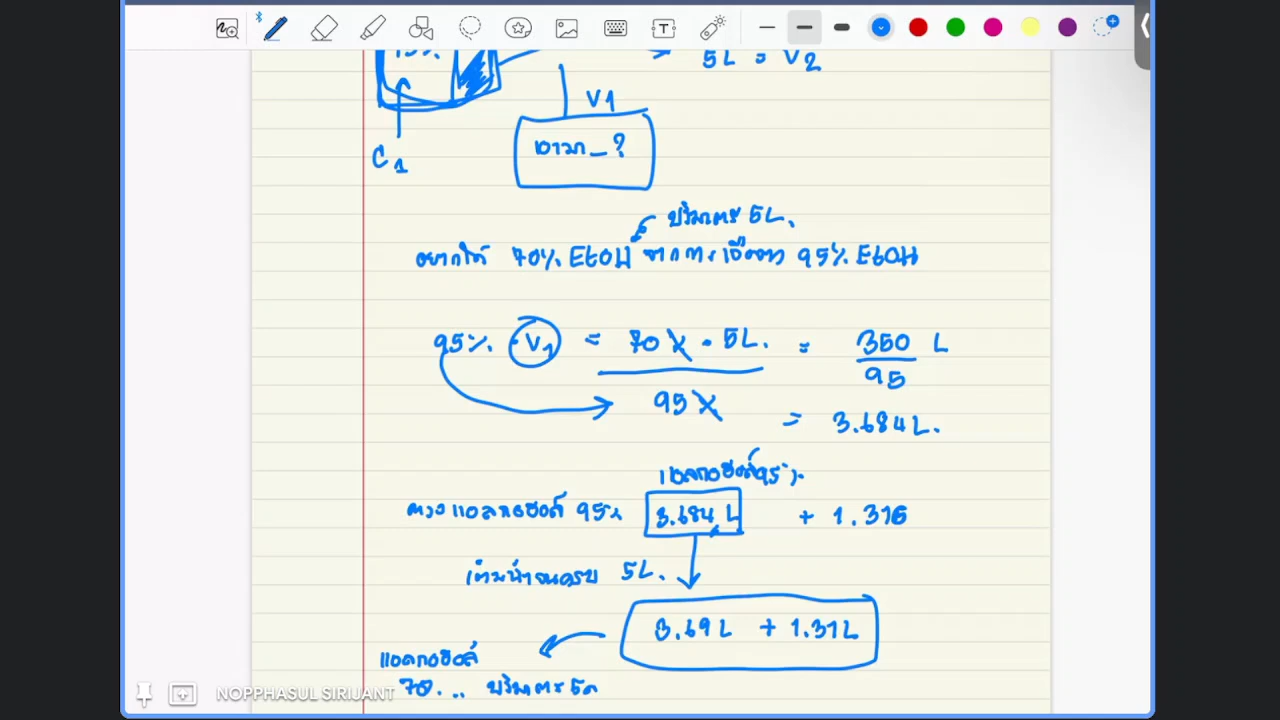 5L = V2
V1
เอามา _ ?
C1
ปริมาตร 5L.
อยากได้ 70% EtOH จากการเจือจาง 95% EtOH
95% · V1 = 70% · 5L. = 350 L
95% 95
= 3.684 L.
แอลกอฮอล์ 95%
ตวงแอลกอฮอล์ 95% 3.684 L + 1.316
เติมน้ำจนครบ 5L.
3.69 L + 1.31 L
แอลกอฮอล์
70. .. ปริมาตร 5
NOPPHASUL SIRIJANT